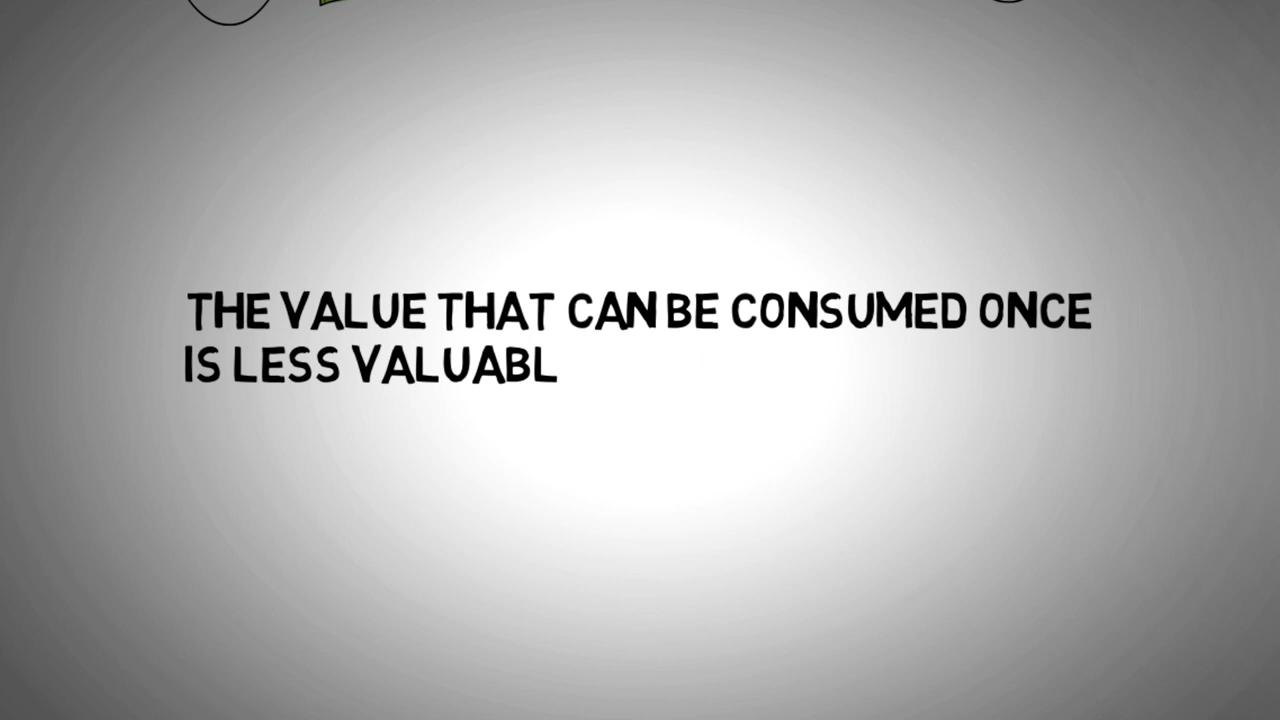 THE VALUE THAT CAN BE CONSUMED ONCE
IS LESS VALUABL